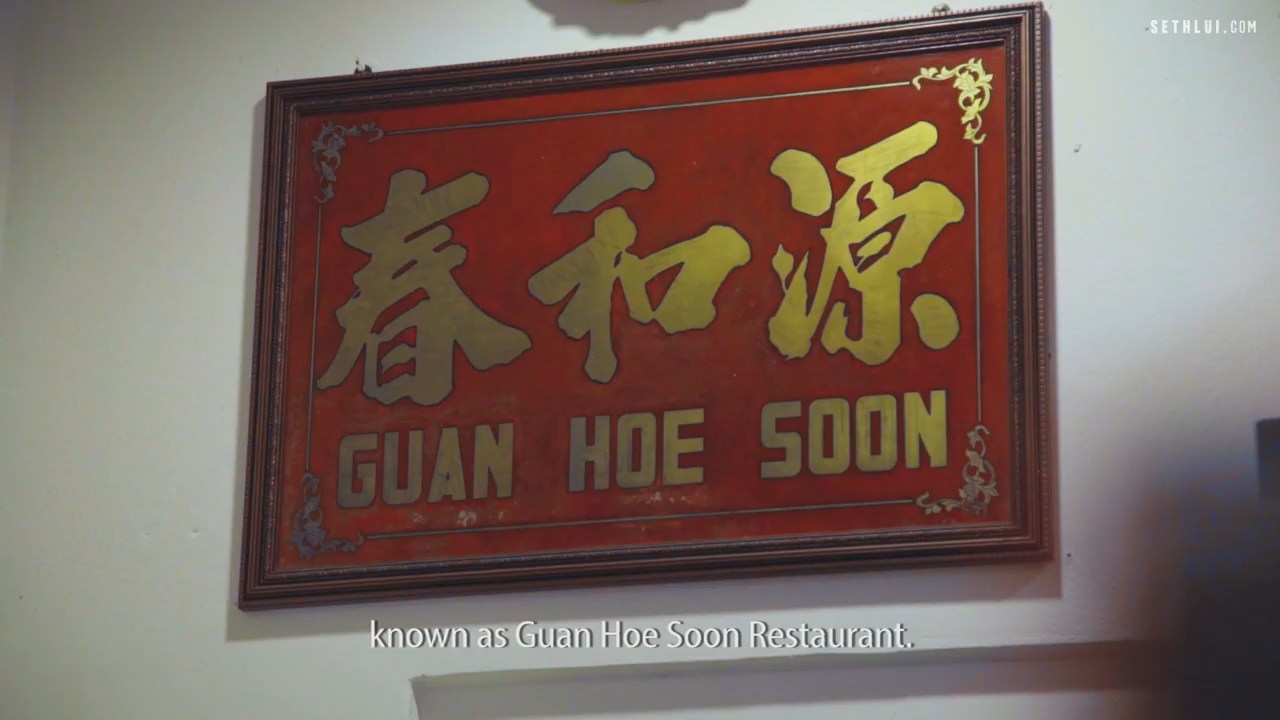 SETHLUI.COM
春和源
GUAN HOE SOON
known as Guan Hoe Soon Restaurant.